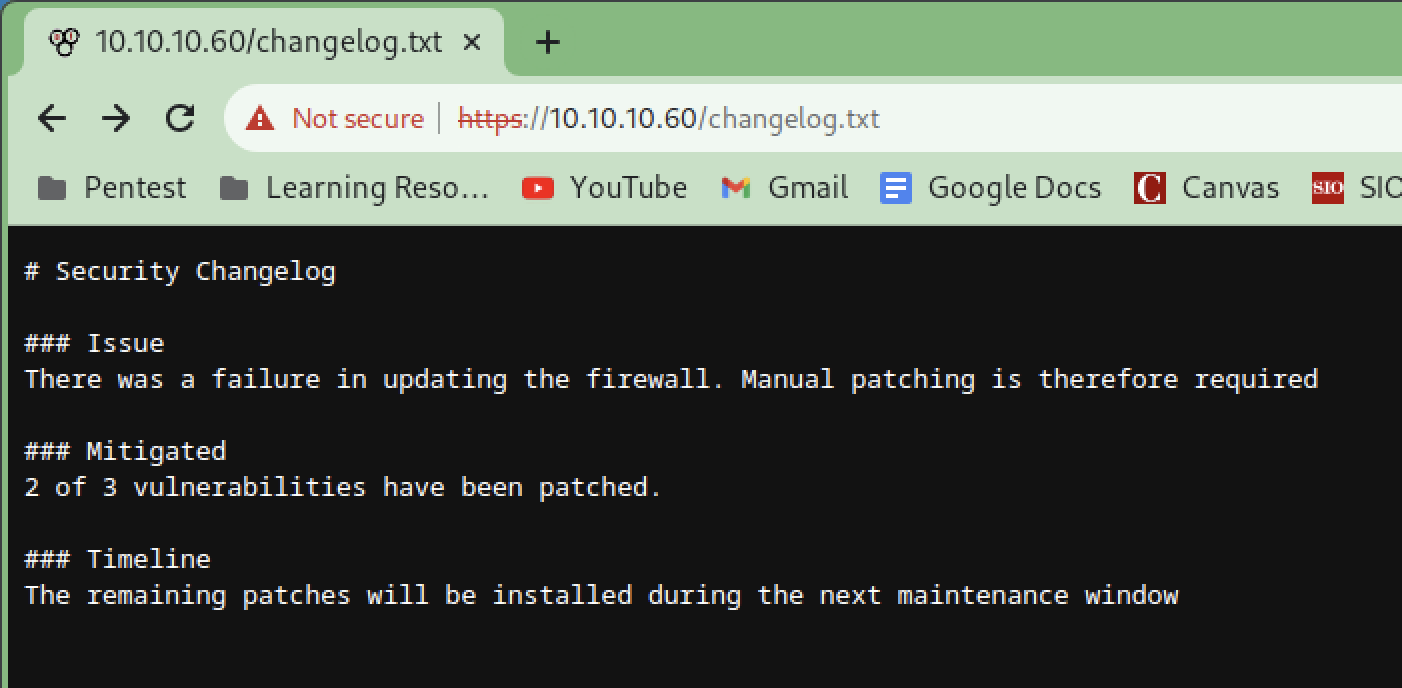 10.10.10.60/changelog.txt
Not secure https://10.10.10.60/changelog.txt
Pentest Learning Reso... YouTube Gmail Google Docs Canvas SIO SIO
# Security Changelog
### Issue
There was a failure in updating the firewall. Manual patching is therefore required
### Mitigated
2 of 3 vulnerabilities have been patched.
### Timeline
The remaining patches will be installed during the next maintenance window